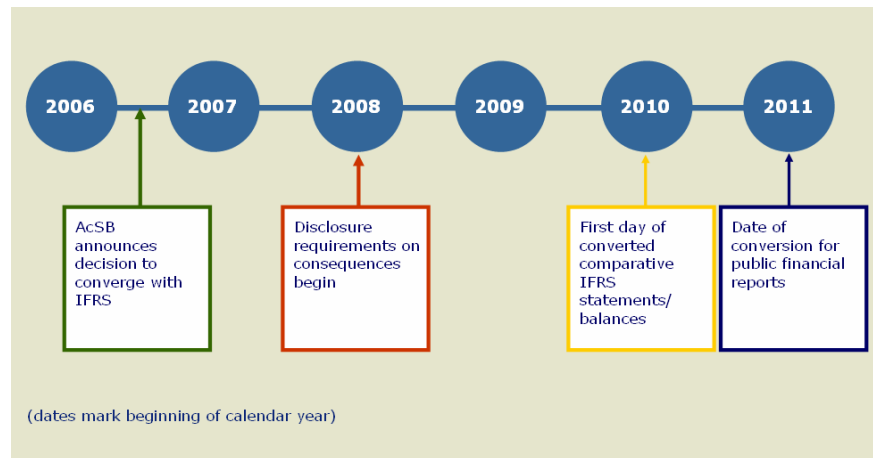 2006 2007 2008 2009 2010 2011
AcSB
announces
decision to
converge with
IFRS
Disclosure
requirements on
consequences
begin
First day of
converted
comparative
IFRS
statements/
balances
Date of
conversion for
public financial
reports
(dates mark beginning of calendar year)